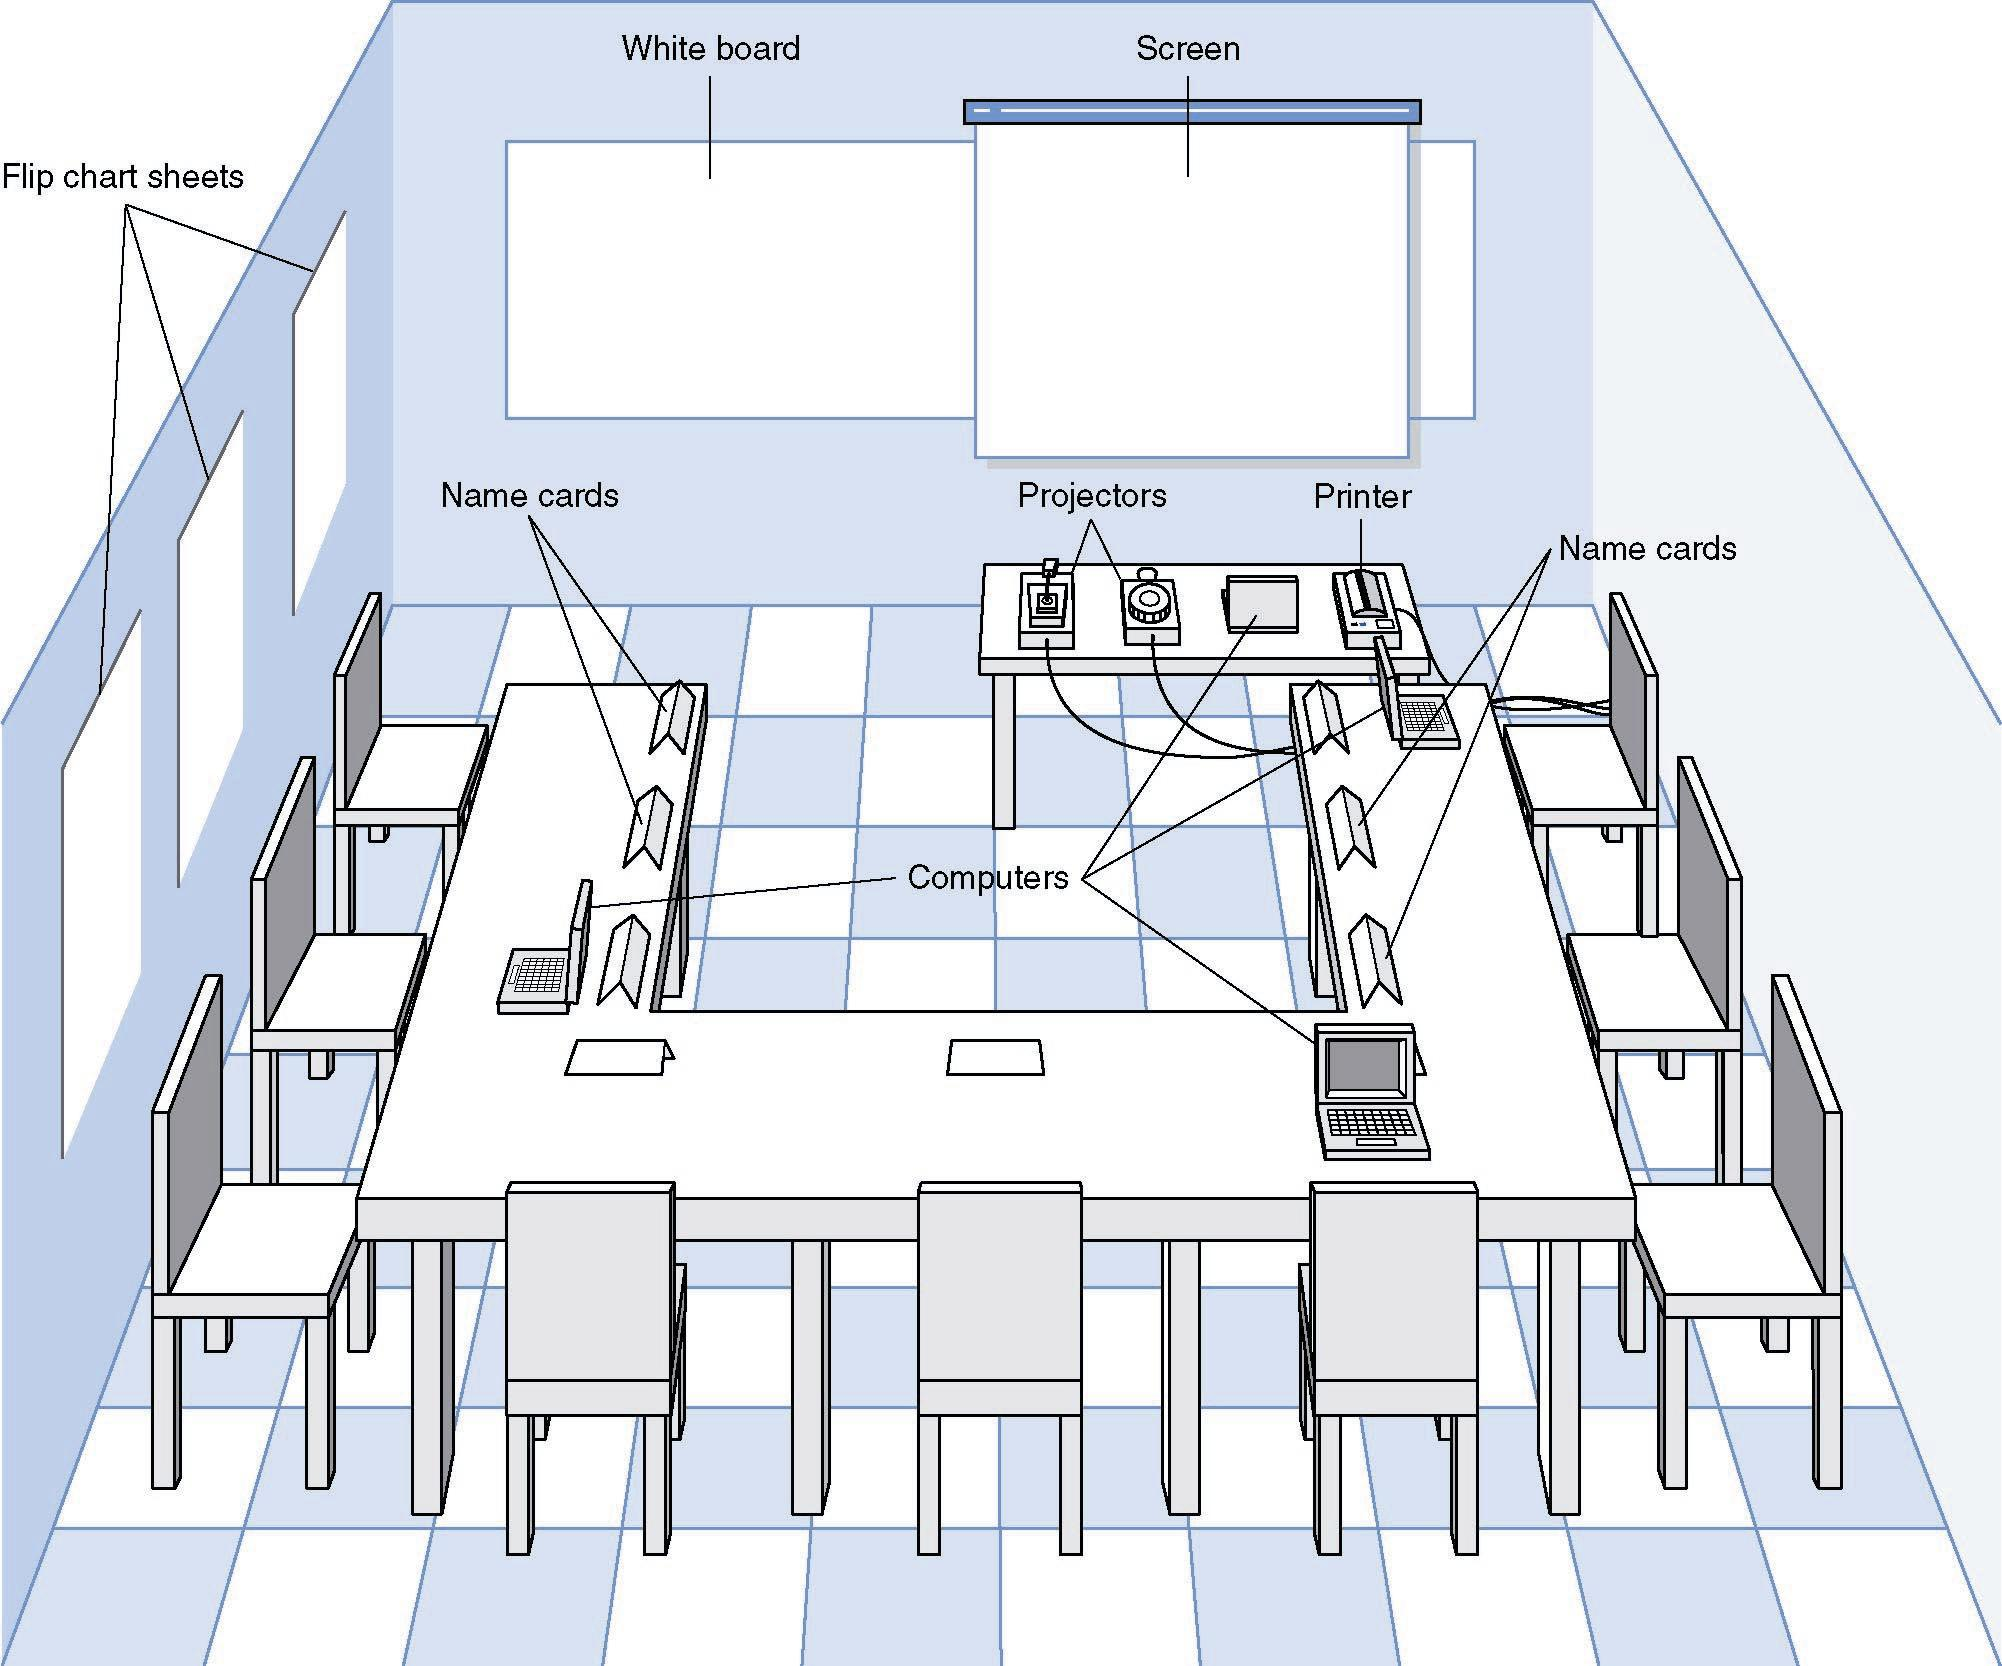 White board
Screen
Flip chart sheets
Name cards
Projectors
Printer
Name cards
Computers